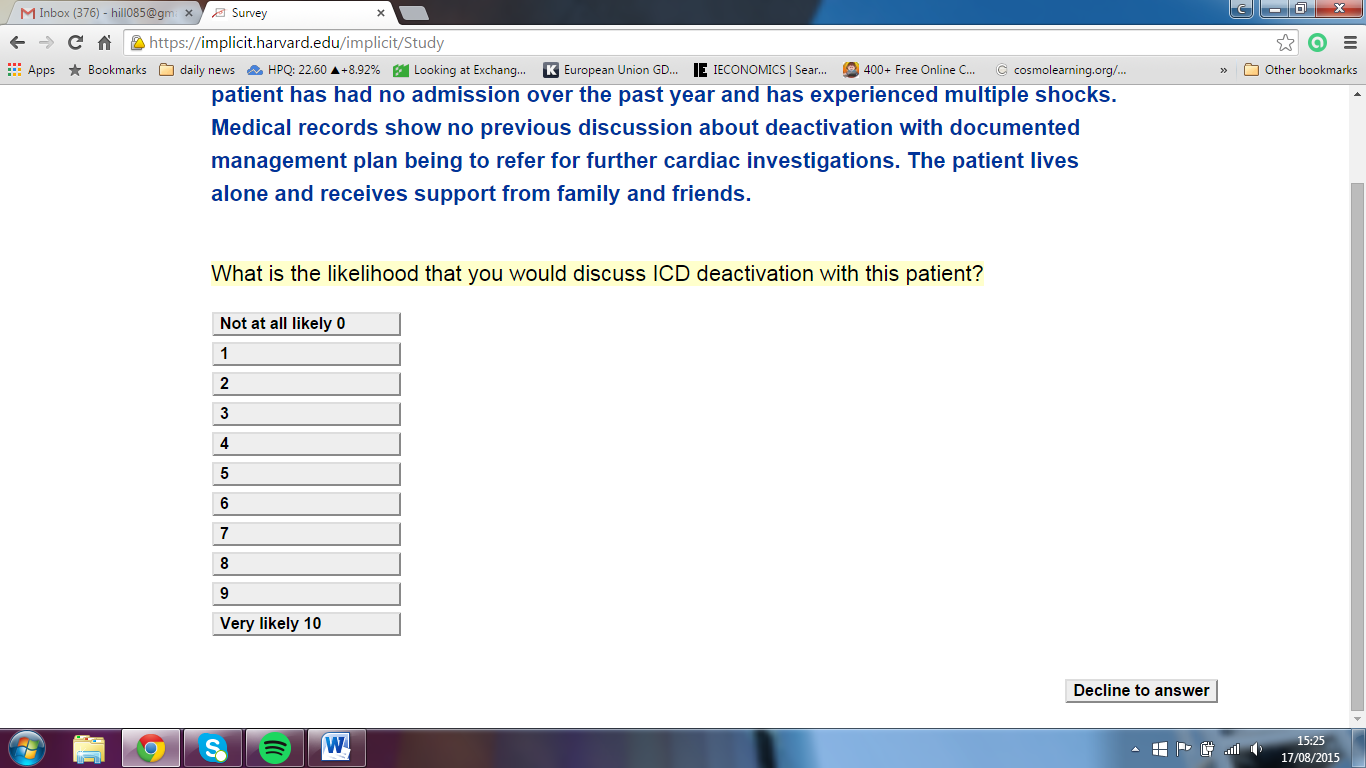 Inbox (376) - hill085@gm
Survey
C
https://implicit.harvard.edu/implicit/Study
Apps
Bookmarks
daily news
HPQ: 22.60 ▲+8.92%
Looking at Exchang...
K
European Union GD...
IE
IECONOMICS | Sear...
400+ Free Online C...
cosmolearning.org/...
»
Other bookmarks
patient has had no admission over the past year and has experienced multiple shocks.
Medical records show no previous discussion about deactivation with documented
management plan being to refer for further cardiac investigations. The patient lives
alone and receives support from family and friends.
What is the likelihood that you would discuss ICD deactivation with this patient?
Not at all likely 0
1
2
3
4
5
6
7
8
9
Very likely 10
Decline to answer
15:25
17/08/2015